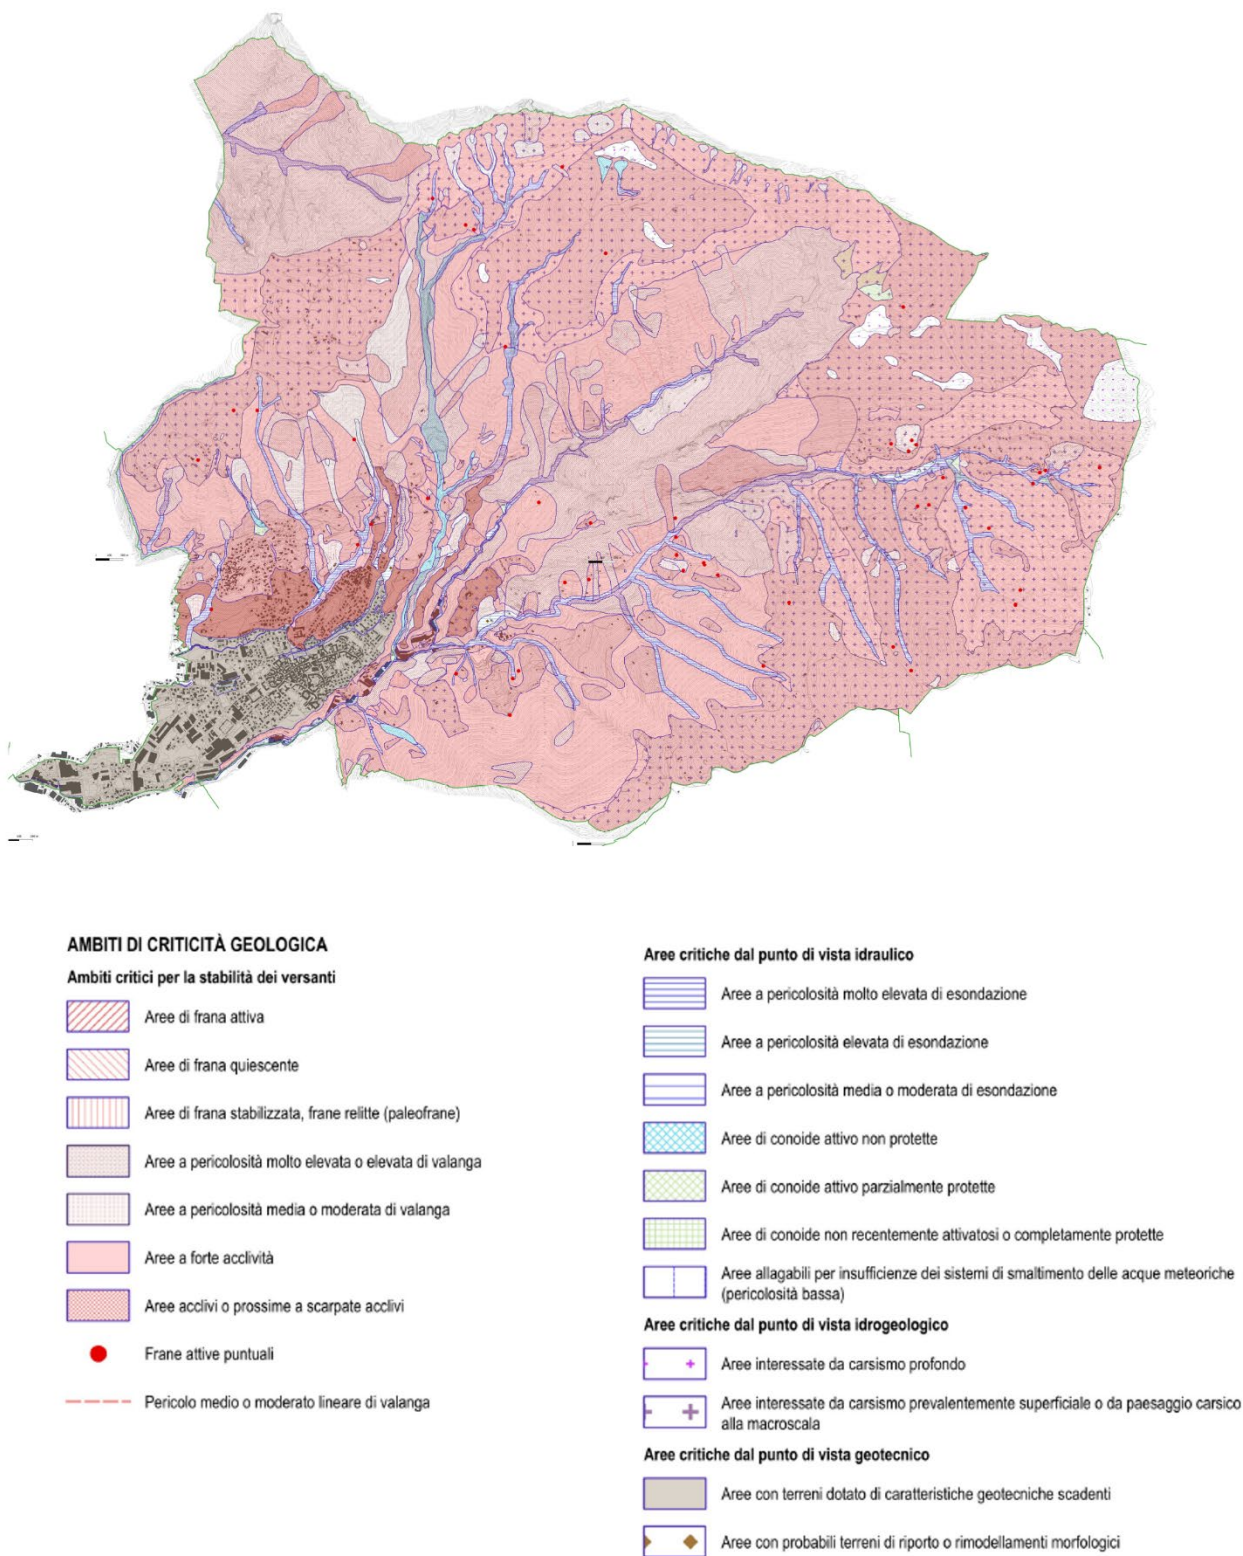 AMBITI DI CRITICITÀ GEOLOGICA
Ambiti critici per la stabilità dei versanti
Aree di frana attiva
Aree di frana quiescente
Aree di frana stabilizzata, frane relitte (paleofrane)
Aree a pericolosità molto elevata o elevata di valanga
Aree a pericolosità media o moderata di valanga
Aree a forte acclività
Aree acclivi o prossime a scarpate acclivi
Frane attive puntuali
Pericolo medio o moderato lineare di valanga
Aree critiche dal punto di vista idraulico
Aree a pericolosità molto elevata di esondazione
Aree a pericolosità elevata di esondazione
Aree a pericolosità media o moderata di esondazione
Aree di conoide attivo non protette
Aree di conoide attivo parzialmente protette
Aree di conoide non recentemente attivatosi o completamente protette
Aree allagabili per insufficienze dei sistemi di smaltimento delle acque meteoriche
(pericolosità bassa)
Aree critiche dal punto di vista idrogeologico
Aree interessate da carsismo profondo
Aree interessate da carsismo prevalentemente superficiale o da paesaggio carsico
alla macroscala
Aree critiche dal punto di vista geotecnico
Aree con terreni dotato di caratteristiche geotecniche scadenti
Aree con probabili terreni di riporto o rimodellamenti morfologici